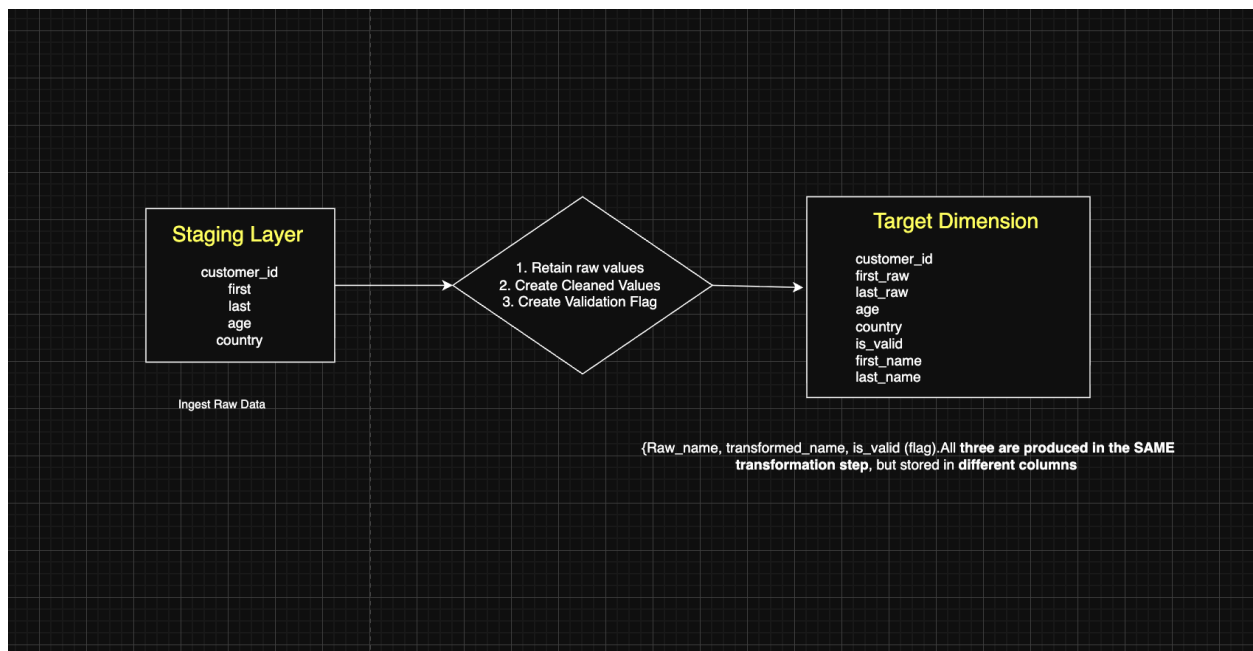 Staging Layer
customer_id
first
last
age
country
Ingest Raw Data
1. Retain raw values
2. Create Cleaned Values
3. Create Validation Flag
Target Dimension
customer_id
first_raw
last_raw
age
country
is_valid
first_name
last_name
{Raw_name, transformed_name, is_valid (flag).All three are produced in the SAME
transformation step, but stored in different columns